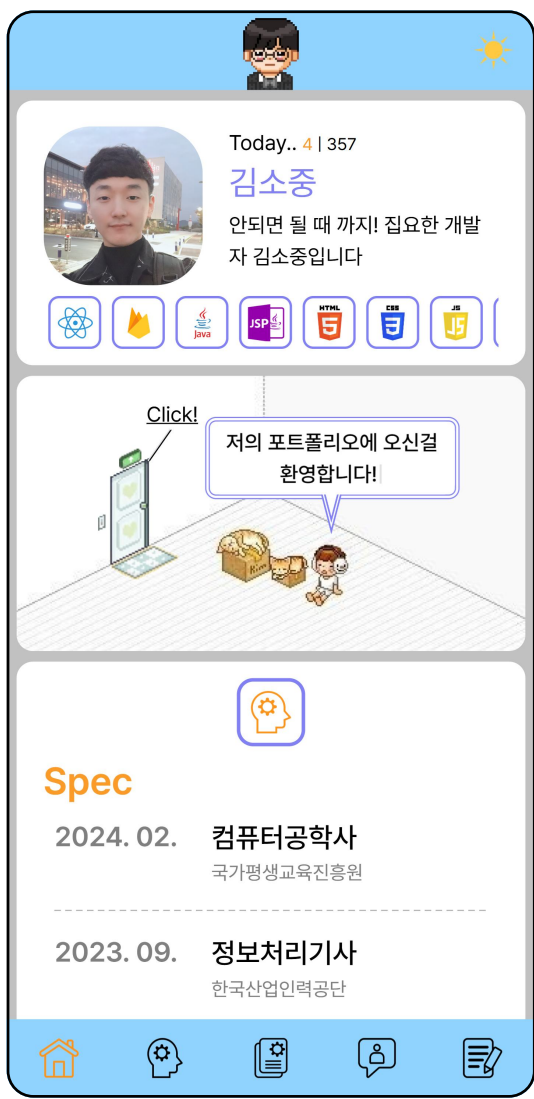 Today.. 4 | 357
김소중
안되면 될 때 까지! 집요한 개발
자 김소중입니다
Java
JSP
HTML
5
CSS
3
JS
JS
Click!
저의 포트폴리오에 오신걸
환영합니다!
Spec
2024. 02. 컴퓨터공학사
국가평생교육진흥원
2023. 09. 정보처리기사
한국산업인력공단